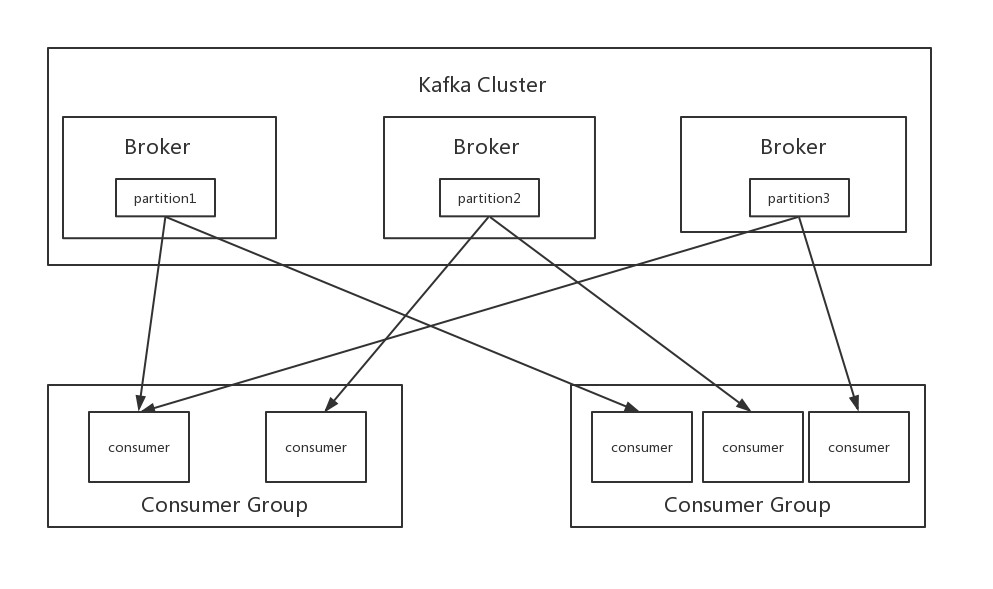 Kafka Cluster
Broker
Broker
Broker
partition1
partition2
partition3
consumer
consumer
consumer
consumer
consumer
Consumer Group
Consumer Group